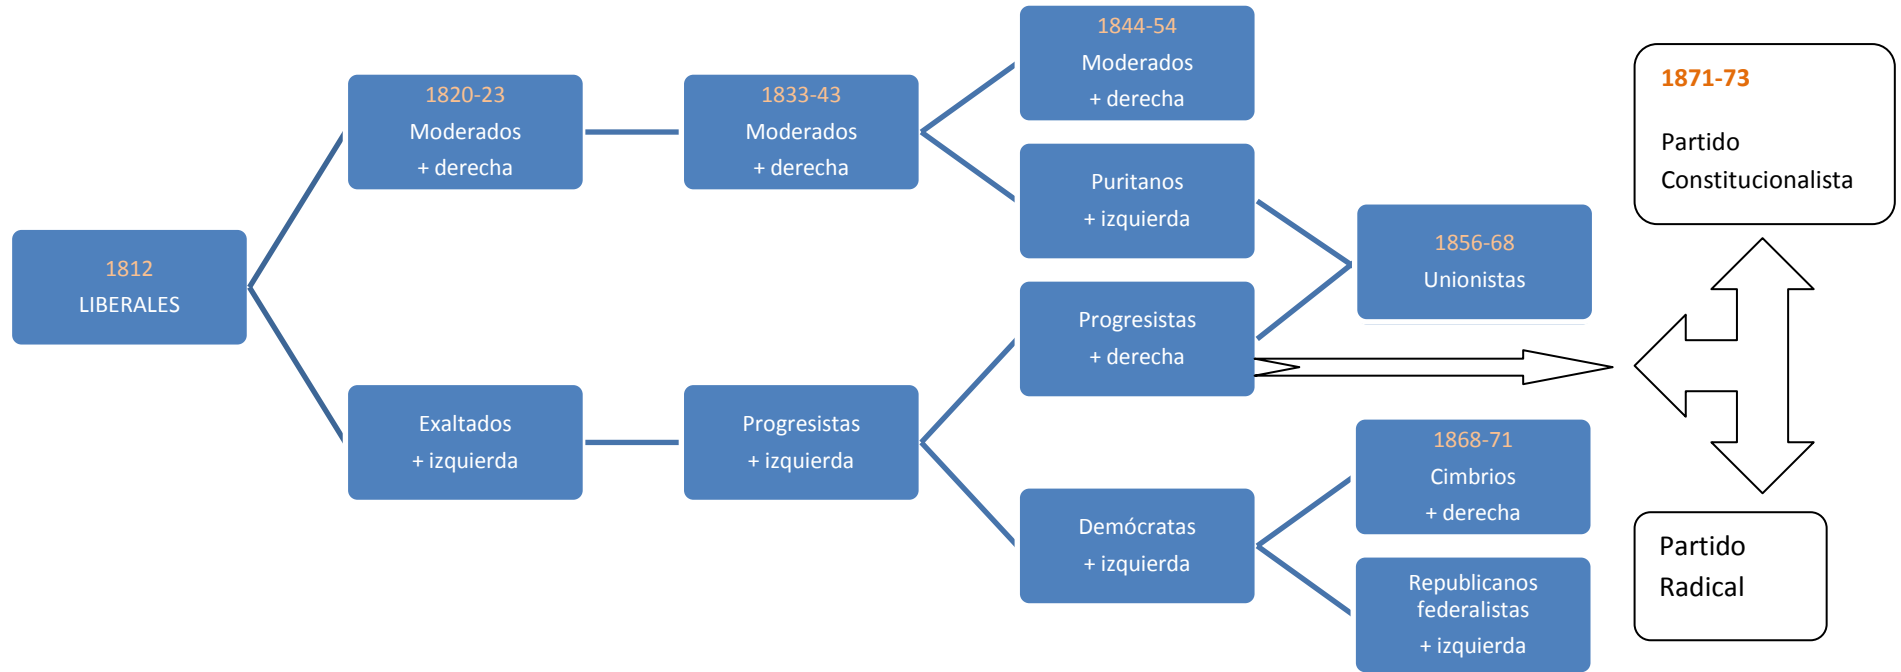 1812
LIBERALES
1820-23
Moderados
+ derecha
Exaltados
+ izquierda
1833-43
Moderados
+ derecha
Progresistas
+ izquierda
1844-54
Moderados
+ derecha
Puritanos
+ izquierda
Progresistas
+ derecha
Demócratas
+ izquierda
1856-68
Unionistas
1868-71
Cimbrios
+ derecha
Republicanos
federalistas
+ izquierda
1871-73
Partido
Constitucionalista
Partido
Radical